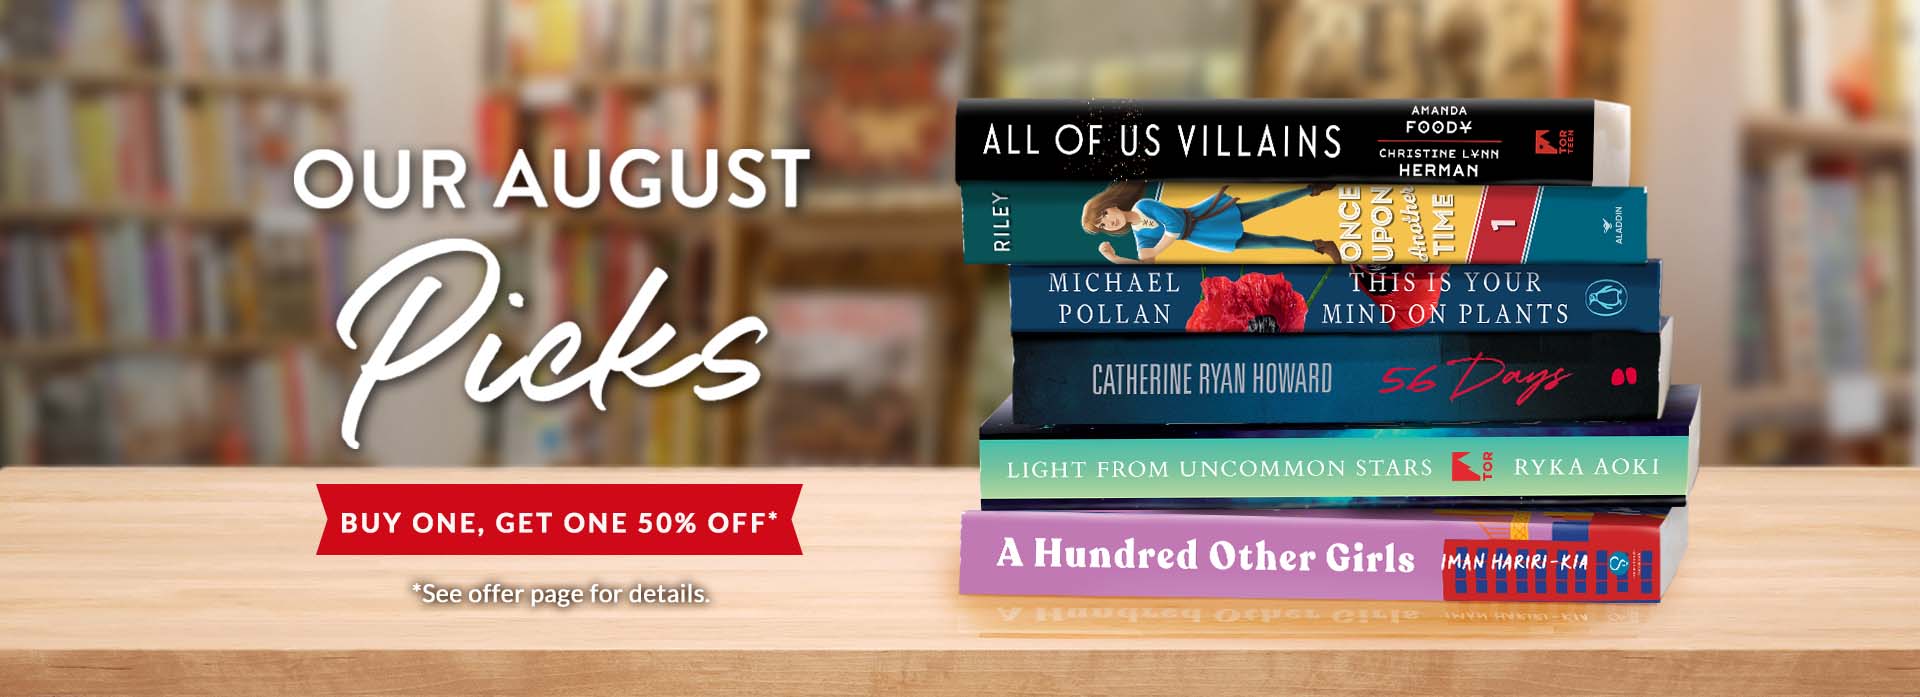 OUR AUGUST
Picks
BUY ONE, GET ONE 50% OFF*
*See offer page for details.
ALL OF US VILLAINS
AMANDA
FOODY
CHRISTINE LYNN
HERMAN
TOR
TEEN
RILEY
ONCE
UPON
Another
TIME
1
ALADDIN
MICHAEL
POLLAN
THIS IS YOUR
MIND ON PLANTS
CATHERINE RYAN HOWARD
56 Days
LIGHT FROM UNCOMMON STARS
TOR
RYKA AOKI
A Hundred Other Girls
IMAN HARIRI-KIA